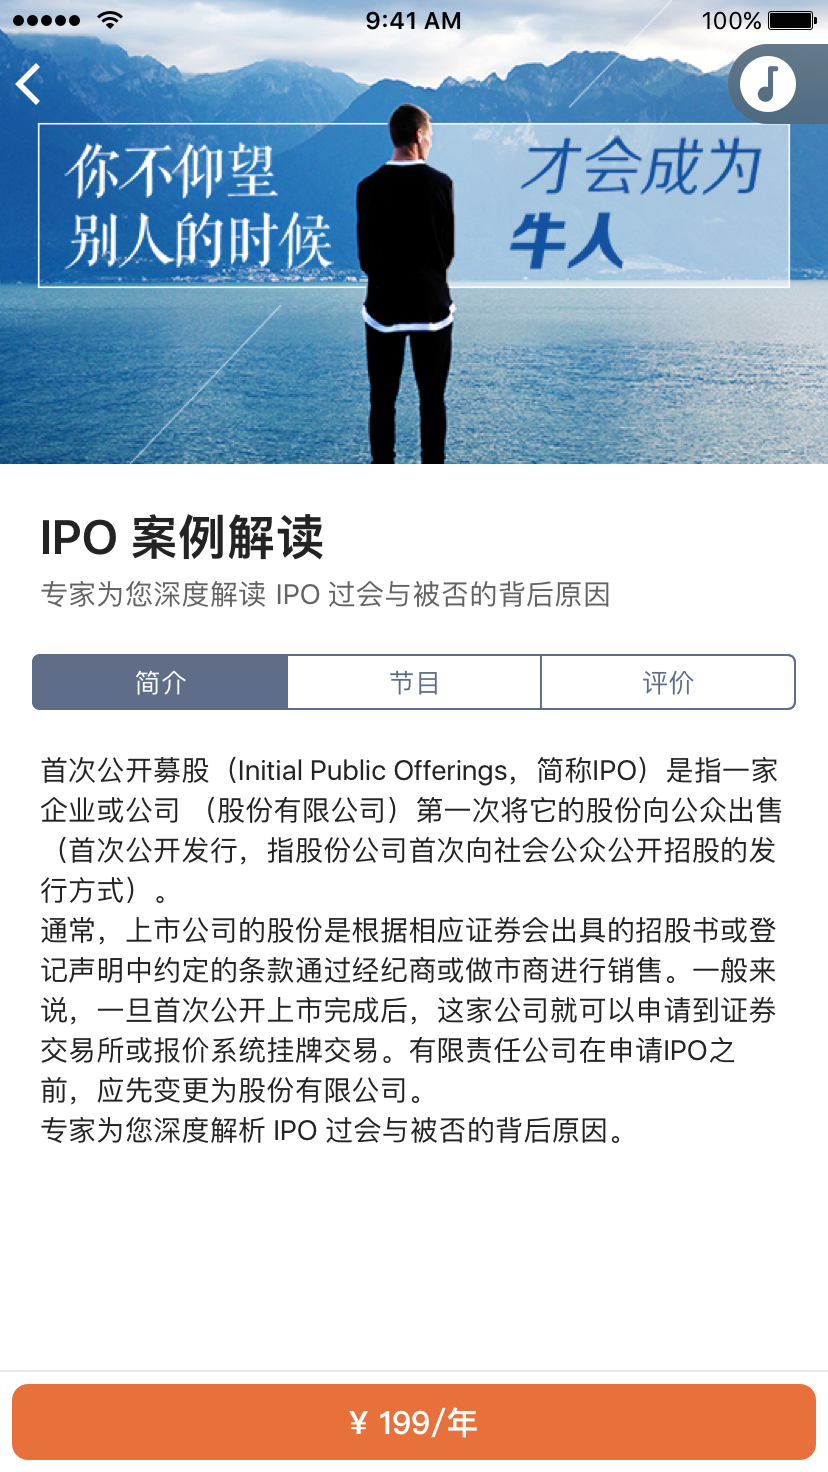 9:41 AM
100%
你不仰望
别人的时候
才会成为
牛人
IPO 案例解读
专家为您深度解读 IPO 过会与被否的背后原因
简介
节目
评价
首次公开募股（Initial Public Offerings，简称IPO）是指一家
企业或公司 （股份有限公司）第一次将它的股份向公众出售
（首次公开发行，指股份公司首次向社会公众公开招股的发
行方式）。
通常，上市公司的股份是根据相应证券会出具的招股书或登
记声明中约定的条款通过经纪商或做市商进行销售。一般来
说，一旦首次公开上市完成后，这家公司就可以申请到证券
交易所或报价系统挂牌交易。有限责任公司在申请IPO之
前，应先变更为股份有限公司。
专家为您深度解析 IPO 过会与被否的背后原因。
¥ 199/年